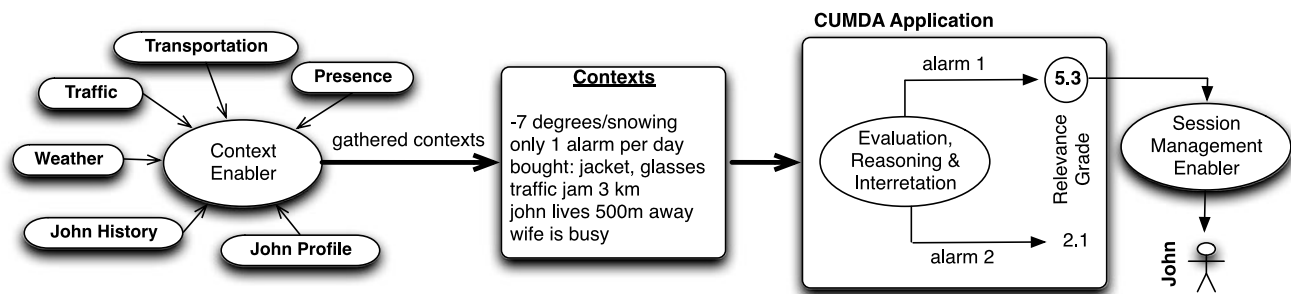 Transportation
Presence
Traffic
Weather
Context
Enabler
John History
John Profile
gathered contexts
Contexts
-7 degrees/snowing
only 1 alarm per day
bought: jacket, glasses
traffic jam 3 km
john lives 500m away
wife is busy
CUMDA Application
alarm 1
5.3
Evaluation,
Reasoning &
Interretation
Relevance
Grade
alarm 2
2.1
Session
Management
Enabler
John